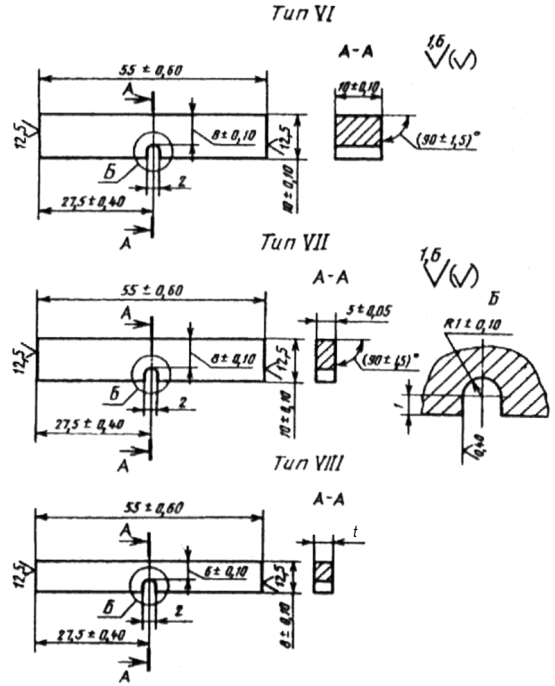 Тип VI
55 ± 0,60
А
А-А
1,6
(√)
10±0,10
12,5
8±0,10
12,5
(90 ± 1,5)°
Б
2
10 ± 0,10
27,5 ± 0,40
А
Тип VII
55 ± 0,60
А
А-А
1,6
(√)
5 ± 0,05
Б
R1 ± 0,10
12,5
8±0,10
12,5
(90 ± 1,5)°
Б
2
10 ± 0,10
1
27,5 ± 0,40
0,40
А
Тип VIII
55 ± 0,60
А
А-А
t
12,5
6 ± 0,10
12,5
Б
2
8 ± 0,10
27,5 ± 0,40
А